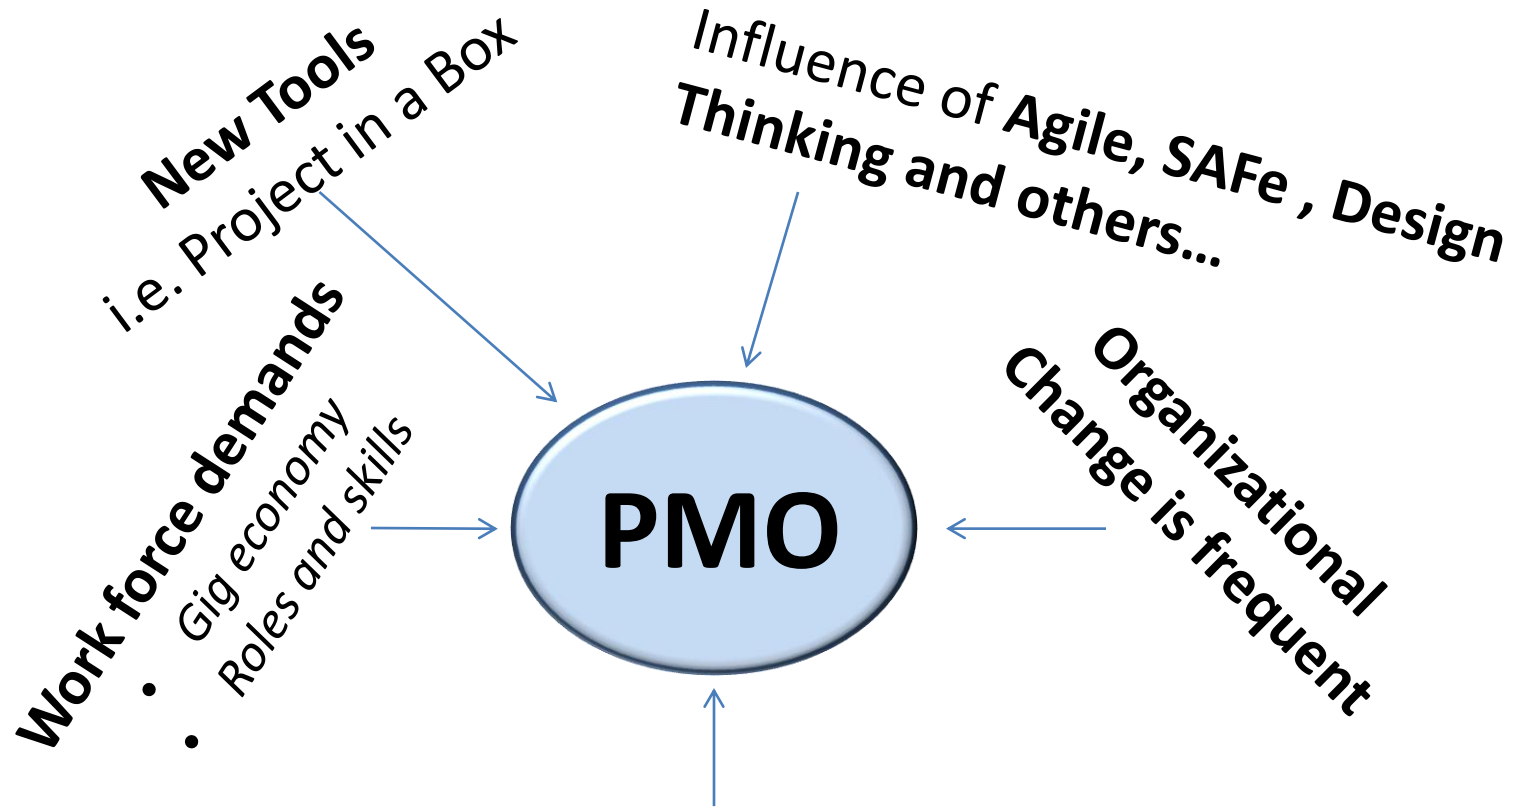 New Tools
i.e. Project in a Box
Influence of Agile, SAFe , Design
Thinking and others...
Work force demands
• Gig economy
• Roles and skills
PMO
Organizational
Change is frequent